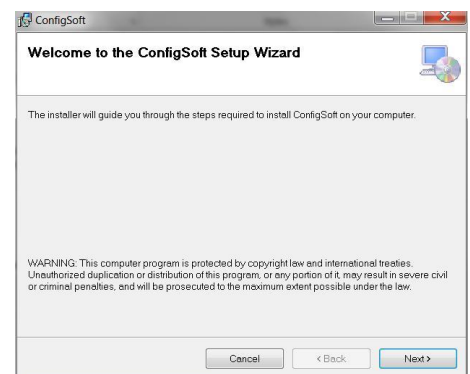 ConfigSoft
Welcome to the ConfigSoft Setup Wizard
The installer will guide you through the steps required to install ConfigSoft on your computer.
WARNING: This computer program is protected by copyright law and international treaties.
Unauthorized duplication or distribution of this program, or any portion of it, may result in severe civil
or criminal penalties, and will be prosecuted to the maximum extent possible under the law.
Cancel
< Back
Next >